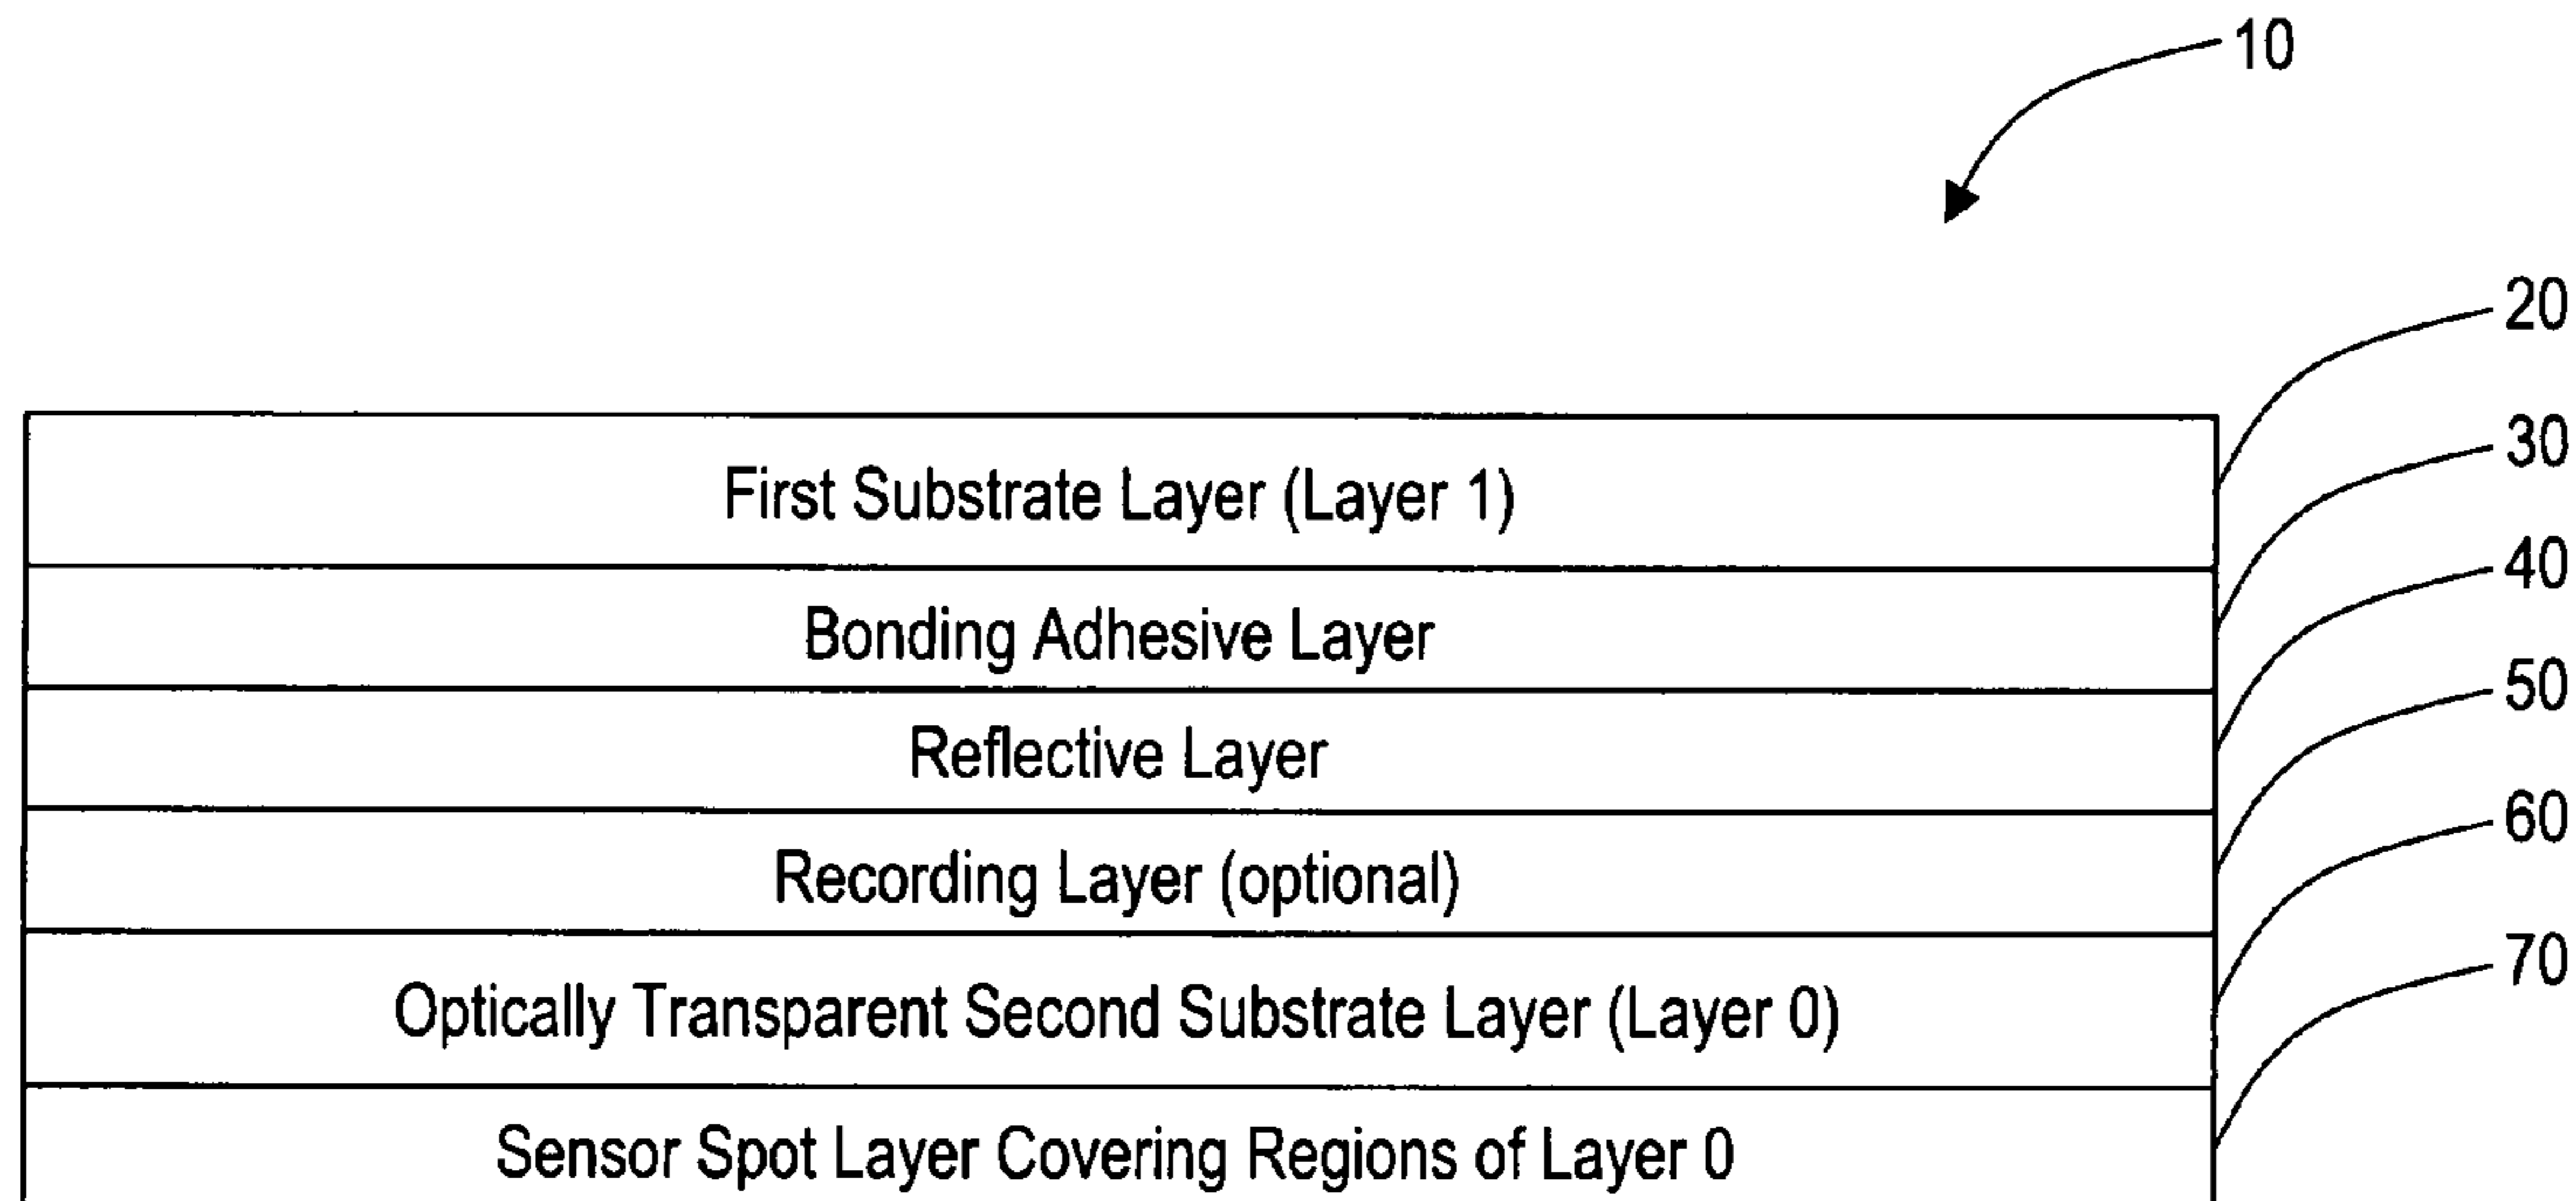 10
20
First Substrate Layer (Layer 1)
30
Bonding Adhesive Layer
40
Reflective Layer
50
Recording Layer (optional)
60
Optically Transparent Second Substrate Layer (Layer 0)
70
Sensor Spot Layer Covering Regions of Layer 0